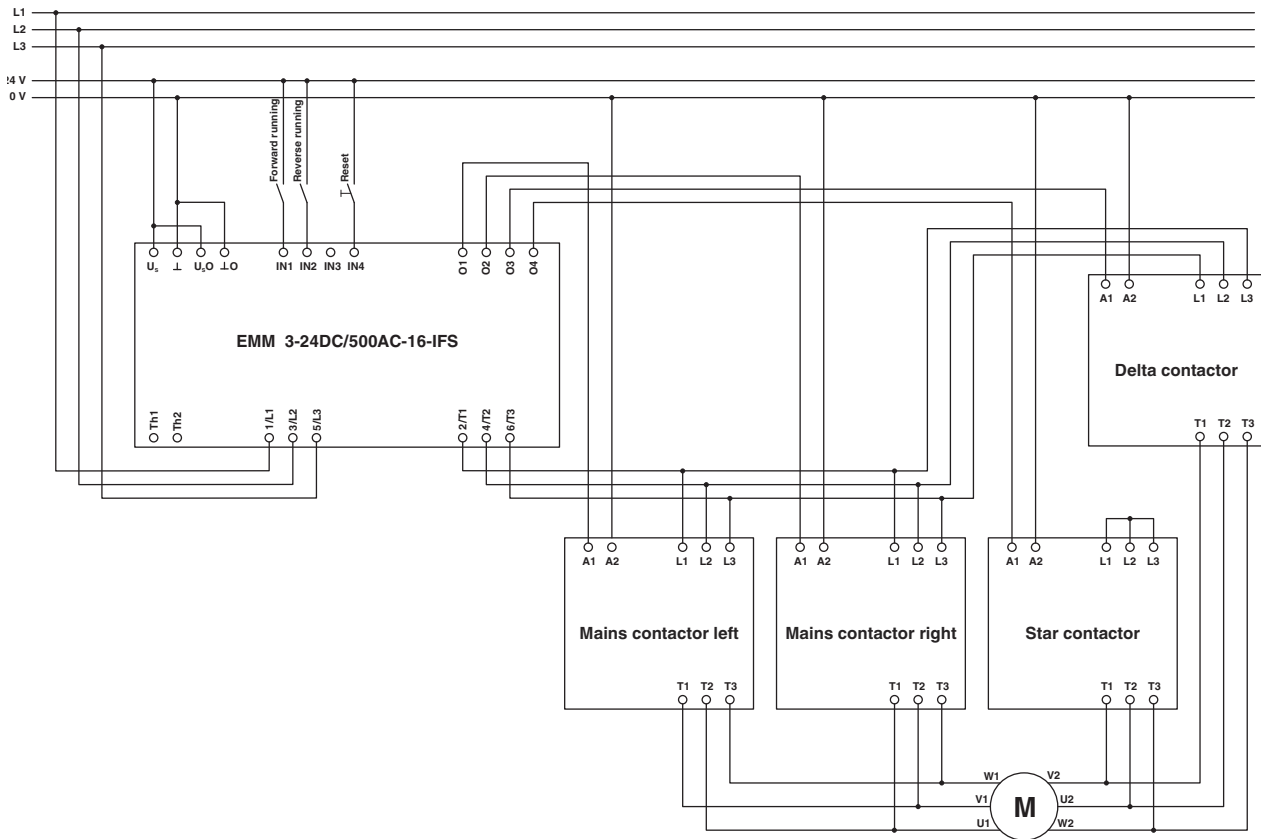 L1
L2
L3
24 V
0 V
Forward running
Reverse running
Reset
Us ⊥ UsO ⊥O IN1 IN2 IN3 IN4 O1 O2 O3 O4
EMM 3-24DC/500AC-16-IFS
Th1 Th2 1/L1 3/L2 5/L3 2/T1 4/T2 6/T3
A1 A2 L1 L2 L3
Delta contactor
T1 T2 T3
A1 A2 L1 L2 L3
Mains contactor left
T1 T2 T3
A1 A2 L1 L2 L3
Mains contactor right
T1 T2 T3
A1 A2 L1 L2 L3
Star contactor
T1 T2 T3
W1 V2
V1 M U2
U1 W2